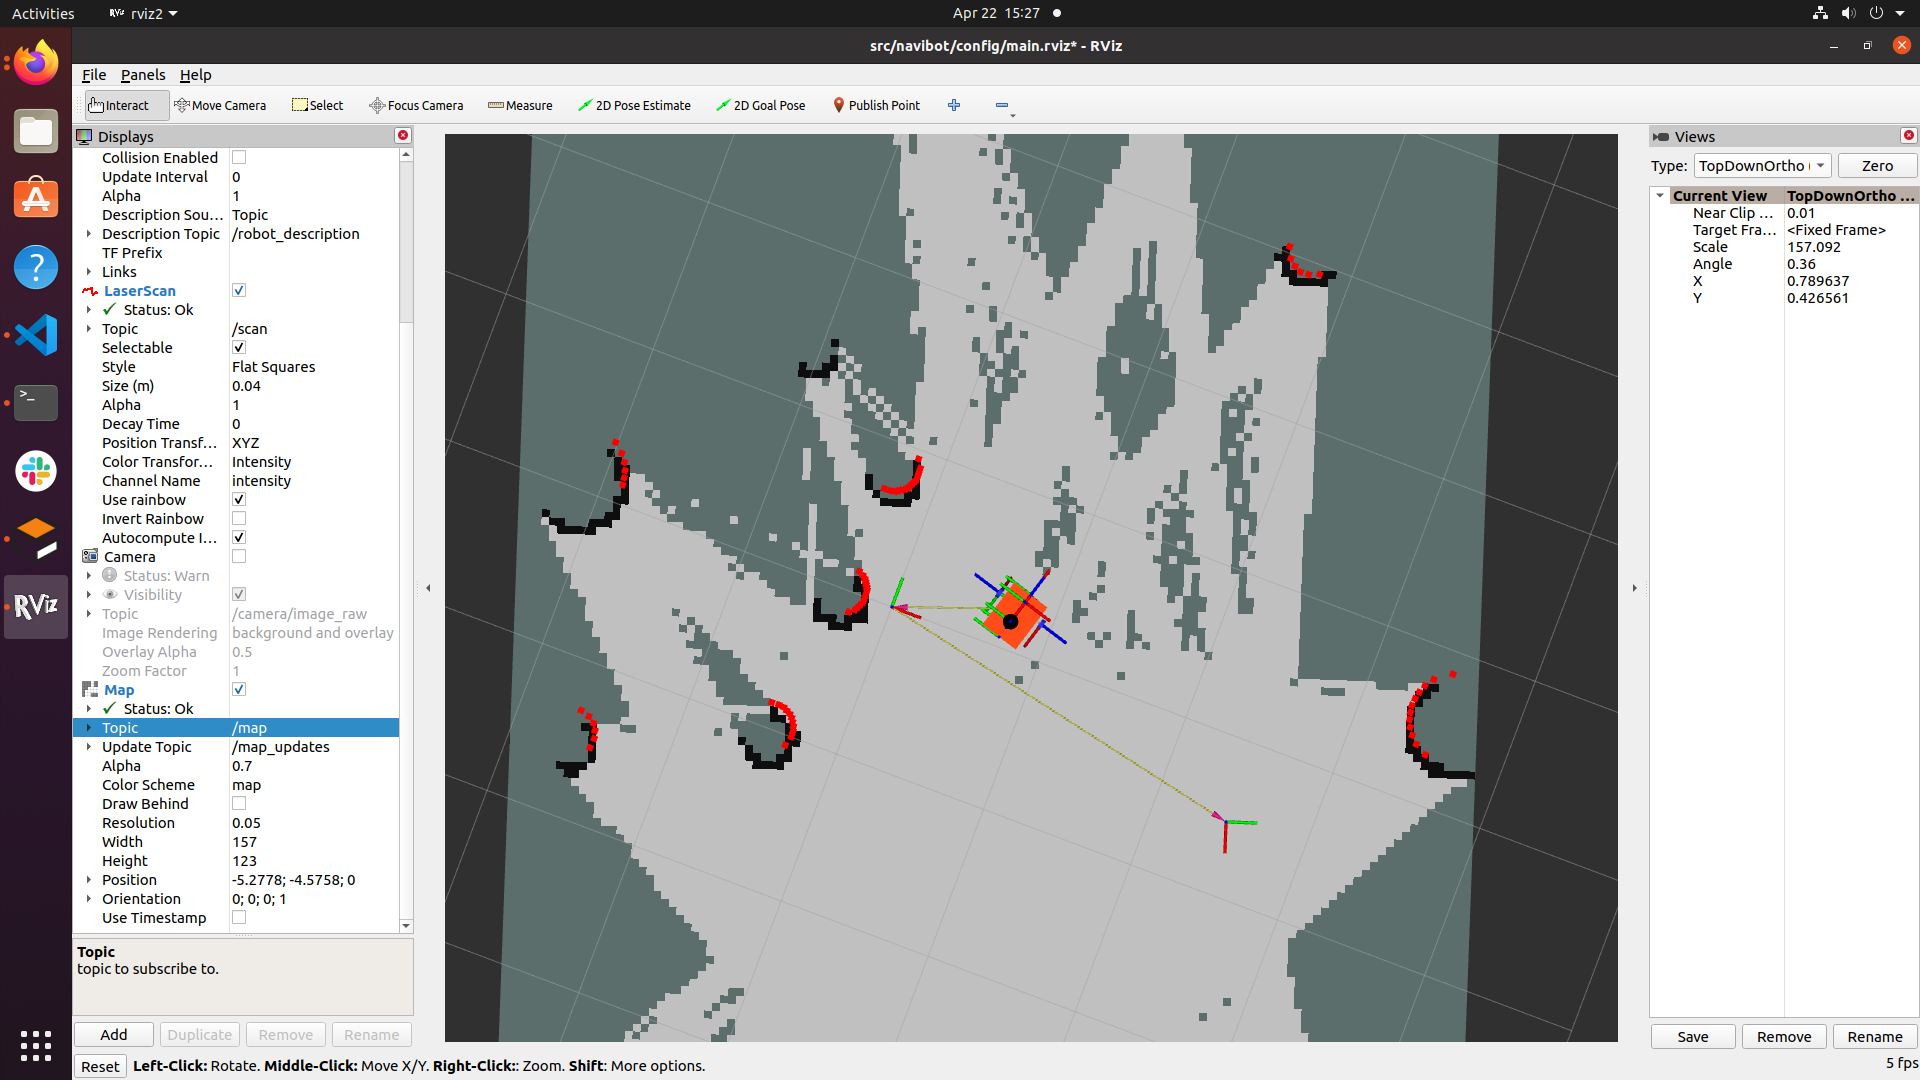 Activities
rviz2
Apr 22 15:27
src/navibot/config/main.rviz* - RViz
File Panels Help
Interact Move Camera Select Focus Camera Measure 2D Pose Estimate 2D Goal Pose Publish Point
Displays
Collision Enabled
Update Interval 0
Alpha 1
Description Sou... Topic
Description Topic /robot_description
TF Prefix
Links
LaserScan
Status: Ok
Topic /scan
Selectable
Style Flat Squares
Size (m) 0.04
Alpha 1
Decay Time 0
Position Transf... XYZ
Color Transfor... Intensity
Channel Name intensity
Use rainbow
Invert Rainbow
Autocompute I...
Camera
Status: Warn
Visibility
Topic /camera/image_raw
Image Rendering background and overlay
Overlay Alpha 0.5
Zoom Factor 1
Map
Status: Ok
Topic /map
Update Topic /map_updates
Alpha 0.7
Color Scheme map
Draw Behind
Resolution 0.05
Width 157
Height 123
Position -5.2778; -4.5758; 0
Orientation 0; 0; 0; 1
Use Timestamp
Topic
topic to subscribe to.
Add Duplicate Remove Rename
Reset Left-Click: Rotate. Middle-Click: Move X/Y. Right-Click:: Zoom. Shift: More options.
Views
Type: TopDownOrtho ( Zero
Current View TopDownOrtho ...
Near Clip ... 0.01
Target Fra... <Fixed Frame>
Scale 157.092
Angle 0.36
X 0.789637
Y 0.426561
Save Remove Rename
5 fps
RViz